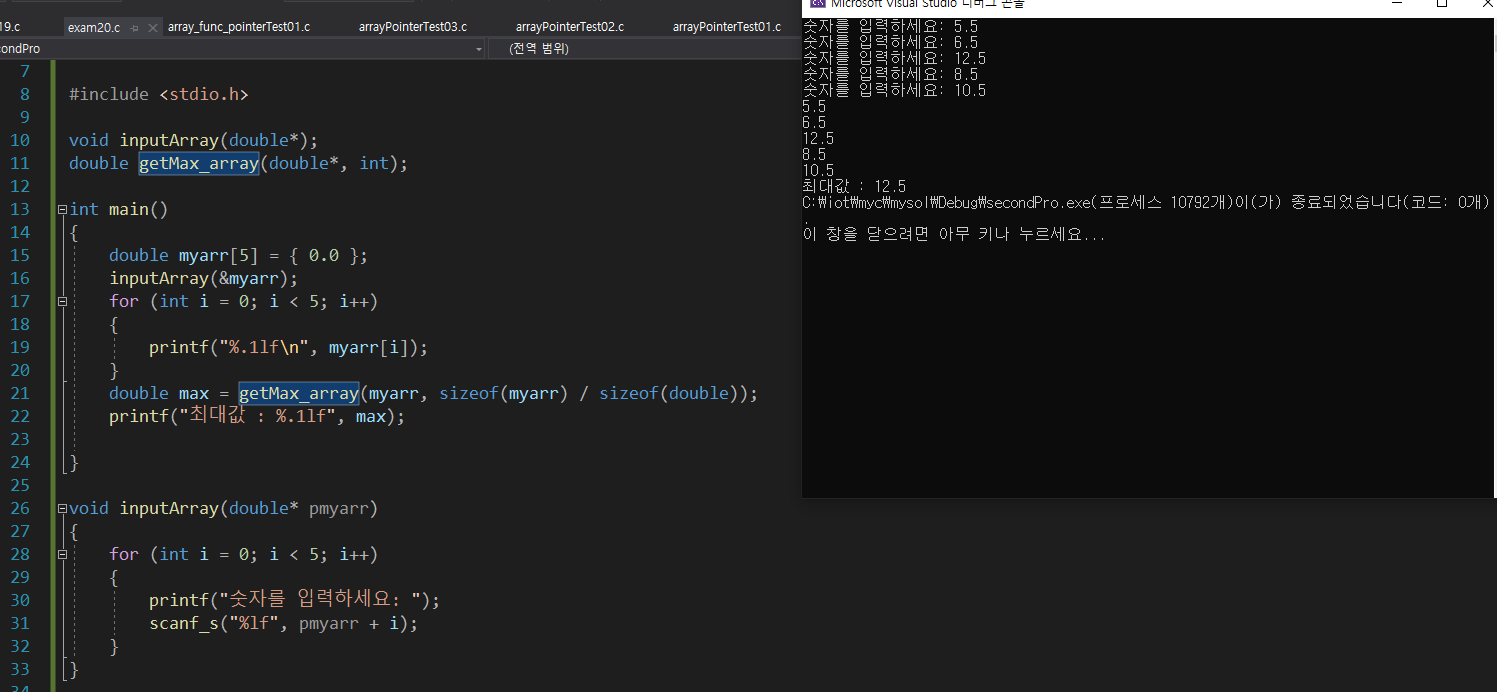 19.c exam20.c array_func_pointerTest01.c arrayPointerTest03.c arrayPointerTest02.c arrayPointerTest01.c
condPro (전역 범위)
7
8 #include <stdio.h>
9
10 void inputArray(double*);
11 double getMax_array(double*, int);
12
13 int main()
14 {
15 double myarr[5] = { 0.0 };
16 inputArray(&myarr);
17 for (int i = 0; i < 5; i++)
18 {
19 printf("%.1lf\n", myarr[i]);
20 }
21 double max = getMax_array(myarr, sizeof(myarr) / sizeof(double));
22 printf("최대값 : %.1lf", max);
23
24 }
25
26 void inputArray(double* pmyarr)
27 {
28 for (int i = 0; i < 5; i++)
29 {
30 printf("숫자를 입력하세요: ");
31 scanf_s("%lf", pmyarr + i);
32 }
33 }
34
Microsoft Visual Studio 디버그 콘솔
숫자를 입력하세요: 5.5
숫자를 입력하세요: 6.5
숫자를 입력하세요: 12.5
숫자를 입력하세요: 8.5
숫자를 입력하세요: 10.5
5.5
6.5
12.5
8.5
10.5
최대값 : 12.5
C:\iot\myc\mysol\Debug\secondPro.exe(프로세스 10792개)이(가) 종료되었습니다(코드: 0개)
.
이 창을 닫으려면 아무 키나 누르세요...